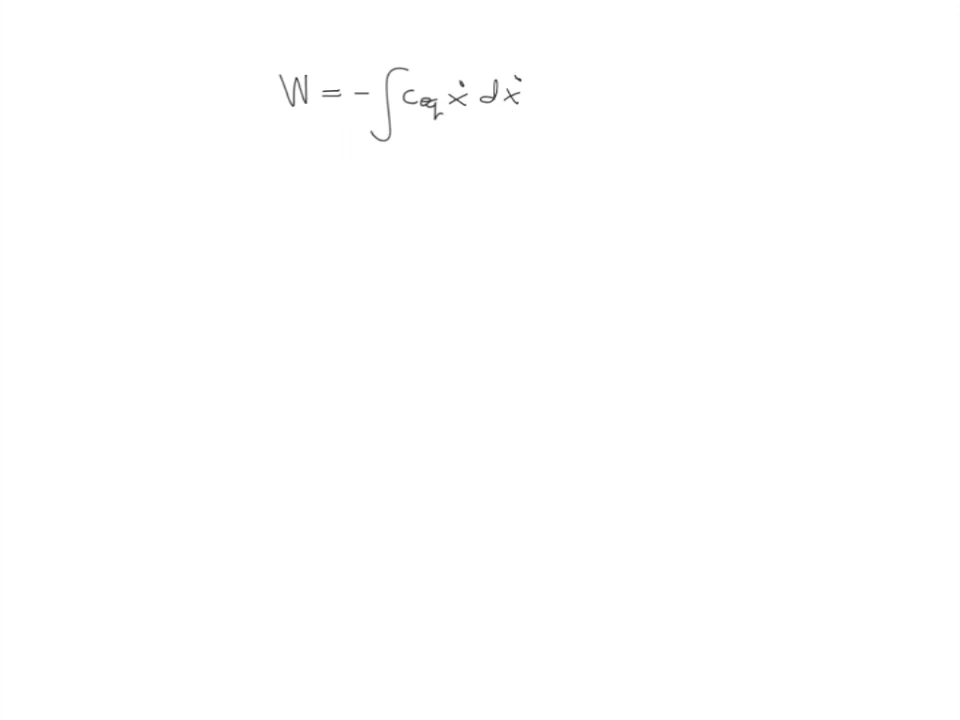 W = -∫ c_eq ẋ dẋ